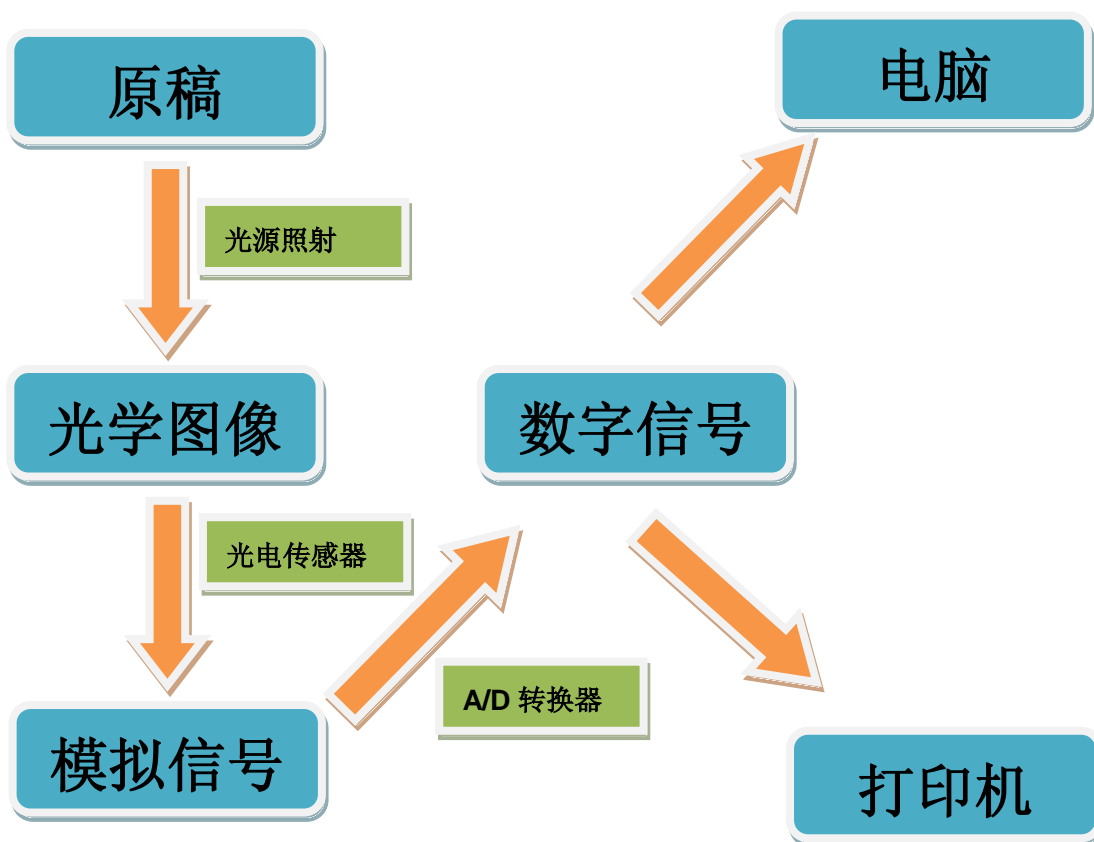 原稿
光源照射
光学图像
光电传感器
模拟信号
A/D 转换器
数字信号
电脑
打印机